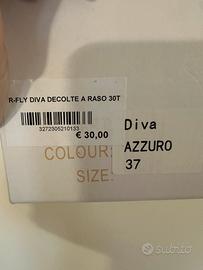 R-FLY DIVA DECOLTE A RASO 30T
3272305210133
€ 30,00
Diva
COLOUR:
AZZURO
SIZE:
37
subito